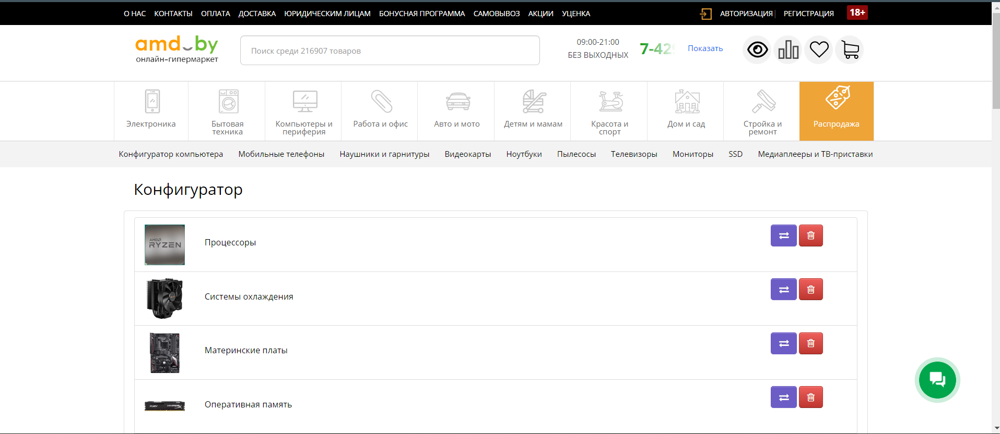 О НАС КОНТАКТЫ ОПЛАТА ДОСТАВКА ЮРИДИЧЕСКИМ ЛИЦАМ БОНУСНАЯ ПРОГРАММА САМОВЫВОЗ АКЦИИ УЦЕНКА АВТОРИЗАЦИЯ | РЕГИСТРАЦИЯ 18+
amd.by
онлайн-гипермаркет
Поиск среди 216907 товаров
09:00-21:00
БЕЗ ВЫХОДНЫХ
7-429
Показать
Электроника
Бытовая
техника
Компьютеры и
периферия
Работа и офис
Авто и мото
Детям и мамам
Красота и
спорт
Дом и сад
Стройка и
ремонт
Распродажа
Конфигуратор компьютера Мобильные телефоны Наушники и гарнитуры Видеокарты Ноутбуки Пылесосы Телевизоры Мониторы SSD Медиаплееры и ТВ-приставки
Конфигуратор
AMD
RYZEN
Процессоры
Системы охлаждения
Материнские платы
FURY HYPERX
Оперативная память